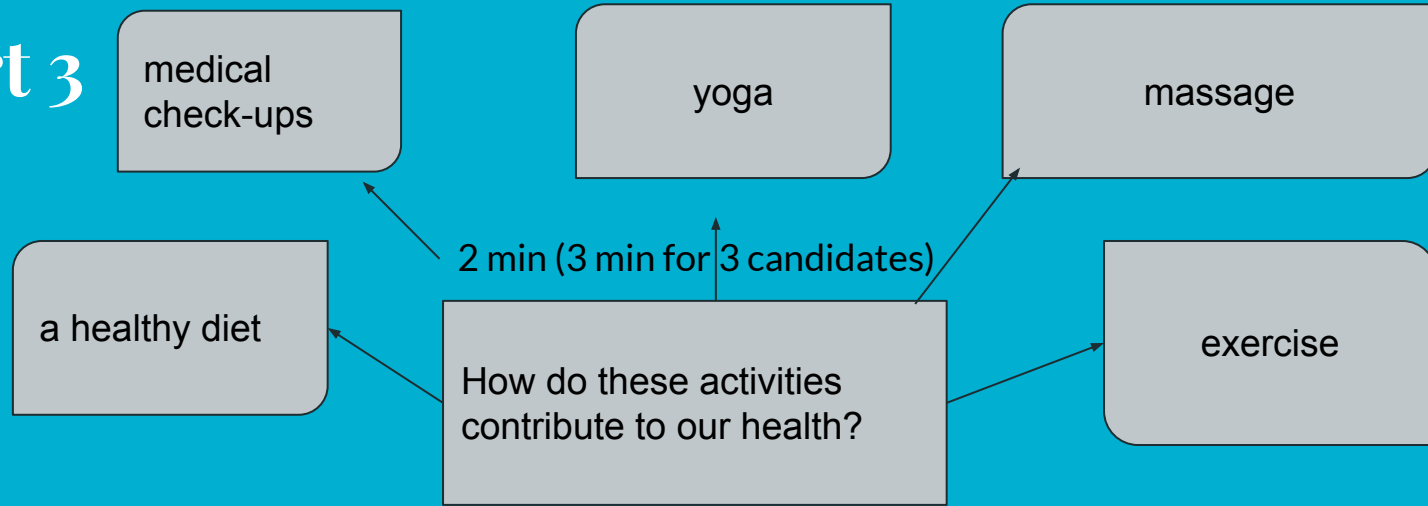 rt 3
medical
check-ups
yoga
massage
2 min (3 min for 3 candidates)
a healthy diet
How do these activities
contribute to our health?
exercise